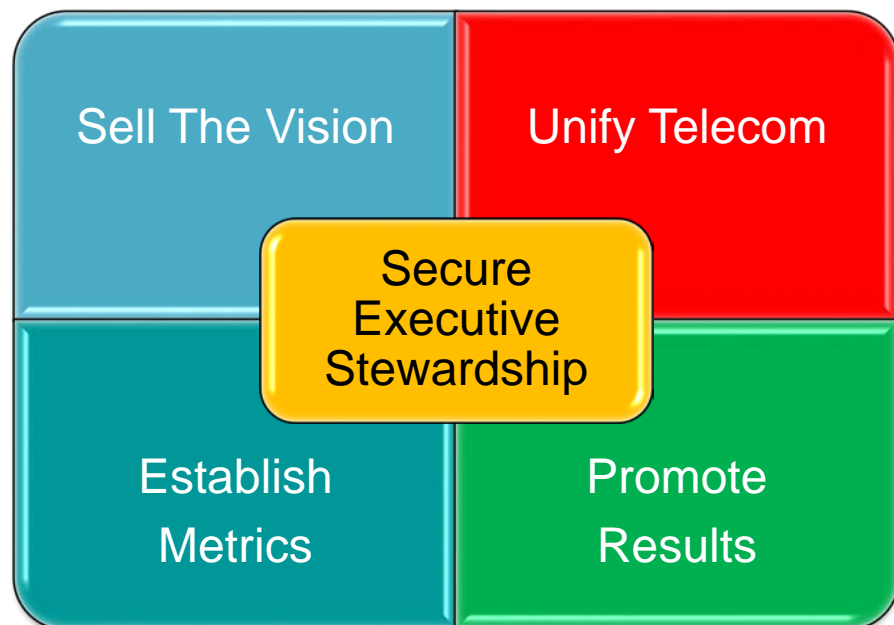 Sell The Vision
Unify Telecom
Secure
Executive
Stewardship
Establish
Metrics
Promote
Results